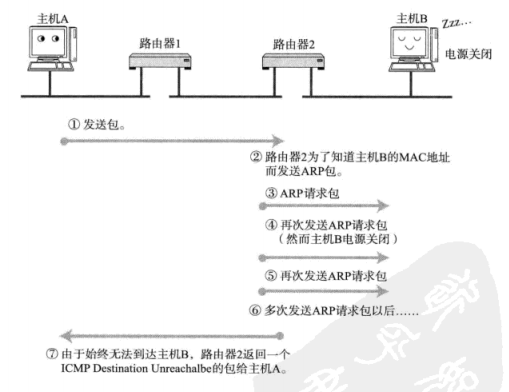 主机A
路由器1
路由器2
主机B
Zzz...
电源关闭
① 发送包。
② 路由器2为了知道主机B的MAC地址
而发送ARP包。
③ ARP请求包
④ 再次发送ARP请求包
（然而主机B电源关闭）
⑤ 再次发送ARP请求包
⑥ 多次发送ARP请求包以后……
⑦ 由于始终无法到达主机B，路由器2返回一个
ICMP Destination Unreachalbe的包给主机A。